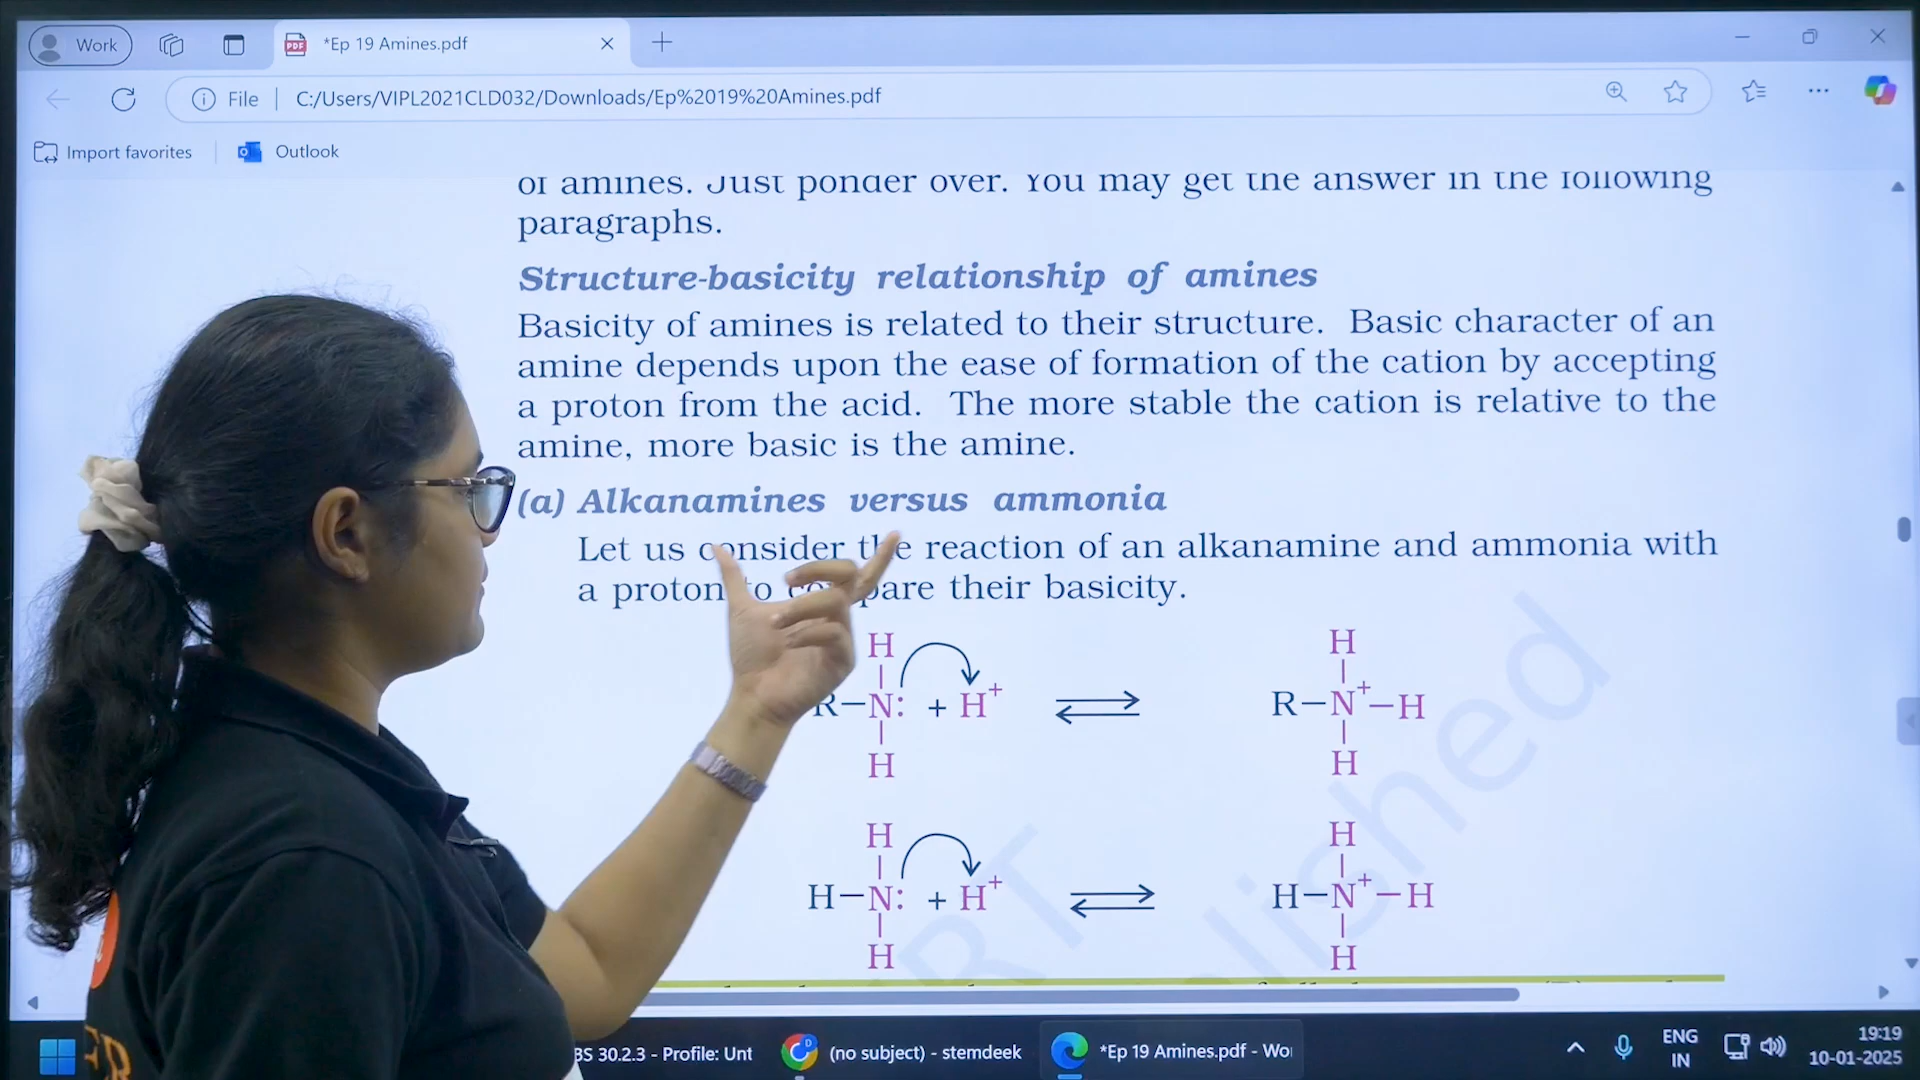 Work
*Ep 19 Amines.pdf
File
C:/Users/VIPL2021CLD032/Downloads/Ep%2019%20Amines.pdf
Import favorites
Outlook
of amines. Just ponder over. You may get the answer in the following
paragraphs.
Structure-basicity relationship of amines
Basicity of amines is related to their structure. Basic character of an
amine depends upon the ease of formation of the cation by accepting
a proton from the acid. The more stable the cation is relative to the
amine, more basic is the amine.
(a) Alkanamines versus ammonia
Let us consider the reaction of an alkanamine and ammonia with
a proton to compare their basicity.
H H
R–N: + H+ ⇌ R–N+–H
H H
H H
H–N: + H+ ⇌ H–N+–H
H H
BS 30.2.3 - Profile: Unt
(no subject) - stemdeek
*Ep 19 Amines.pdf - Wo
ENG
IN
19:19
10-01-2025